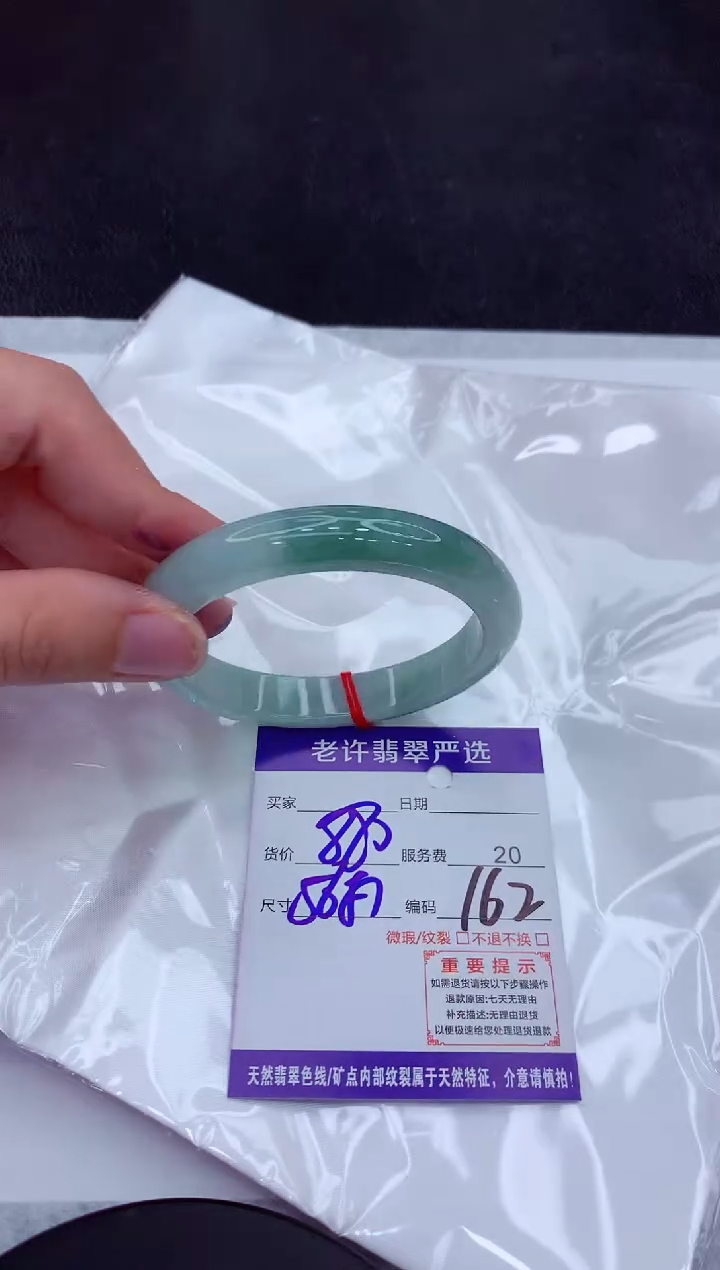 老许翡翠严选
买家 日期
货价 服务费 20
尺寸 56 编码 162
微瑕/纹裂 □ 不退不换 □
重要提示
如需退货请按以下步骤操作
退款原因:七天无理由
补充描述:无理由退货
以便极速给您处理退货退款
天然翡翠色线/矿点内部纹裂属于天然特征，介意请慎拍！